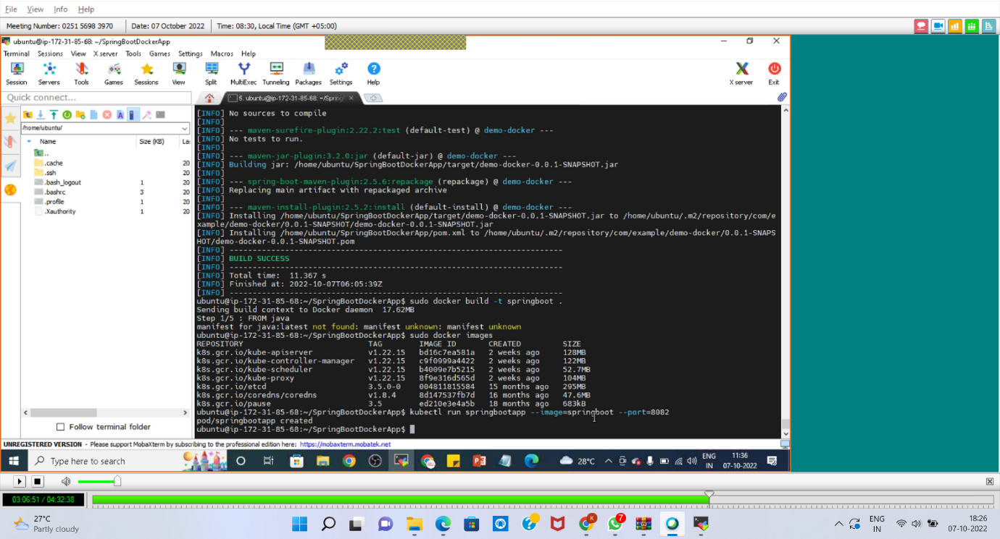 File View Info Help
Meeting Number: 0251 5698 3970 Date: 07 October 2022 Time: 08:30, Local Time (GMT +05:00)
ubuntu@ip-172-31-85-68: ~/SpringBootDockerApp
Terminal Sessions View X server Tools Games Settings Macros Help
Session Servers Tools Games Sessions View Split MultiExec Tunneling Packages Settings Help X server Exit
Quick connect...
5. ubuntu@ip-172-31-85-68: ~/Spring
/home/ubuntu/
Name Size (KB) La
..
.cache 20
.ssh 20
.bash_logout 1 20
.bashrc 3 20
.profile 1 20
.Xauthority 1 20
Follow terminal folder
[INFO] No sources to compile
[INFO]
[INFO] --- maven-surefire-plugin:2.22.2:test (default-test) @ demo-docker ---
[INFO] No tests to run.
[INFO]
[INFO] --- maven-jar-plugin:3.2.0:jar (default-jar) @ demo-docker ---
[INFO] Building jar: /home/ubuntu/SpringBootDockerApp/target/demo-docker-0.0.1-SNAPSHOT.jar
[INFO]
[INFO] --- spring-boot-maven-plugin:2.5.6:repackage (repackage) @ demo-docker ---
[INFO] Replacing main artifact with repackaged archive
[INFO]
[INFO] --- maven-install-plugin:2.5.2:install (default-install) @ demo-docker ---
[INFO] Installing /home/ubuntu/SpringBootDockerApp/target/demo-docker-0.0.1-SNAPSHOT.jar to /home/ubuntu/.m2/repository/com/e
xample/demo-docker/0.0.1-SNAPSHOT/demo-docker-0.0.1-SNAPSHOT.jar
[INFO] Installing /home/ubuntu/SpringBootDockerApp/pom.xml to /home/ubuntu/.m2/repository/com/example/demo-docker/0.0.1-SNAPS
HOT/demo-docker-0.0.1-SNAPSHOT.pom
[INFO] ------------------------------------------------------------------------
[INFO] BUILD SUCCESS
[INFO] ------------------------------------------------------------------------
[INFO] Total time: 11.367 s
[INFO] Finished at: 2022-10-07T06:05:39Z
[INFO] ------------------------------------------------------------------------
ubuntu@ip-172-31-85-68:~/SpringBootDockerApp$ sudo docker build -t springboot .
Sending build context to Docker daemon 17.62MB
Step 1/5 : FROM java
manifest for java:latest not found: manifest unknown: manifest unknown
ubuntu@ip-172-31-85-68:~/SpringBootDockerApp$ sudo docker images
REPOSITORY TAG IMAGE ID CREATED SIZE
k8s.gcr.io/kube-apiserver v1.22.15 bd16c7ea581a 2 weeks ago 128MB
k8s.gcr.io/kube-controller-manager v1.22.15 c9f0999a4422 2 weeks ago 122MB
k8s.gcr.io/kube-scheduler v1.22.15 b4009e7b5215 2 weeks ago 52.7MB
k8s.gcr.io/kube-proxy v1.22.15 8f9e316d565d 2 weeks ago 104MB
k8s.gcr.io/etcd 3.5.0-0 004811815584 15 months ago 295MB
k8s.gcr.io/coredns/coredns v1.8.4 8d147537fb7d 16 months ago 47.6MB
k8s.gcr.io/pause 3.5 ed210e3e4a5b 18 months ago 683kB
ubuntu@ip-172-31-85-68:~/SpringBootDockerApp$ kubectl run springbootapp --image=springboot --port=8082
pod/springbootapp created
ubuntu@ip-172-31-85-68:~/SpringBootDockerApp$
UNREGISTERED VERSION - Please support MobaXterm by subscribing to the professional edition here: https://mobaxterm.mobatek.net
Type here to search 28°C ENG IN 11:36 07-10-2022
03:06:51 / 04:32:38
27°C
Partly cloudy
ENG IN
18:26
07-10-2022